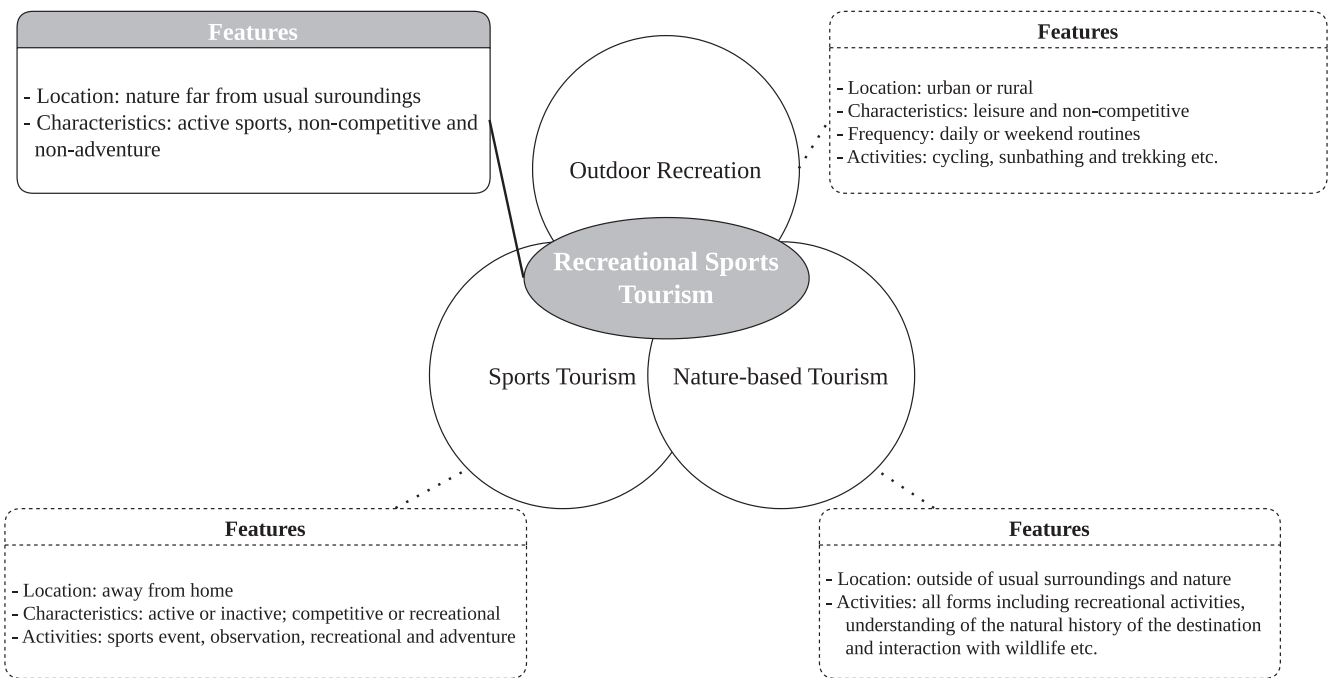 Features
- Location: nature far from usual suroundings
- Characteristics: active sports, non-competitive and
non-adventure
Features
- Location: urban or rural
- Characteristics: leisure and non-competitive
- Frequency: daily or weekend routines
- Activities: cycling, sunbathing and trekking etc.
Outdoor Recreation
Recreational Sports
Tourism
Sports Tourism
Nature-based Tourism
Features
- Location: away from home
- Characteristics: active or inactive; competitive or recreational
- Activities: sports event, observation, recreational and adventure
Features
- Location: outside of usual surroundings and nature
- Activities: all forms including recreational activities,
understanding of the natural history of the destination
and interaction with wildlife etc.